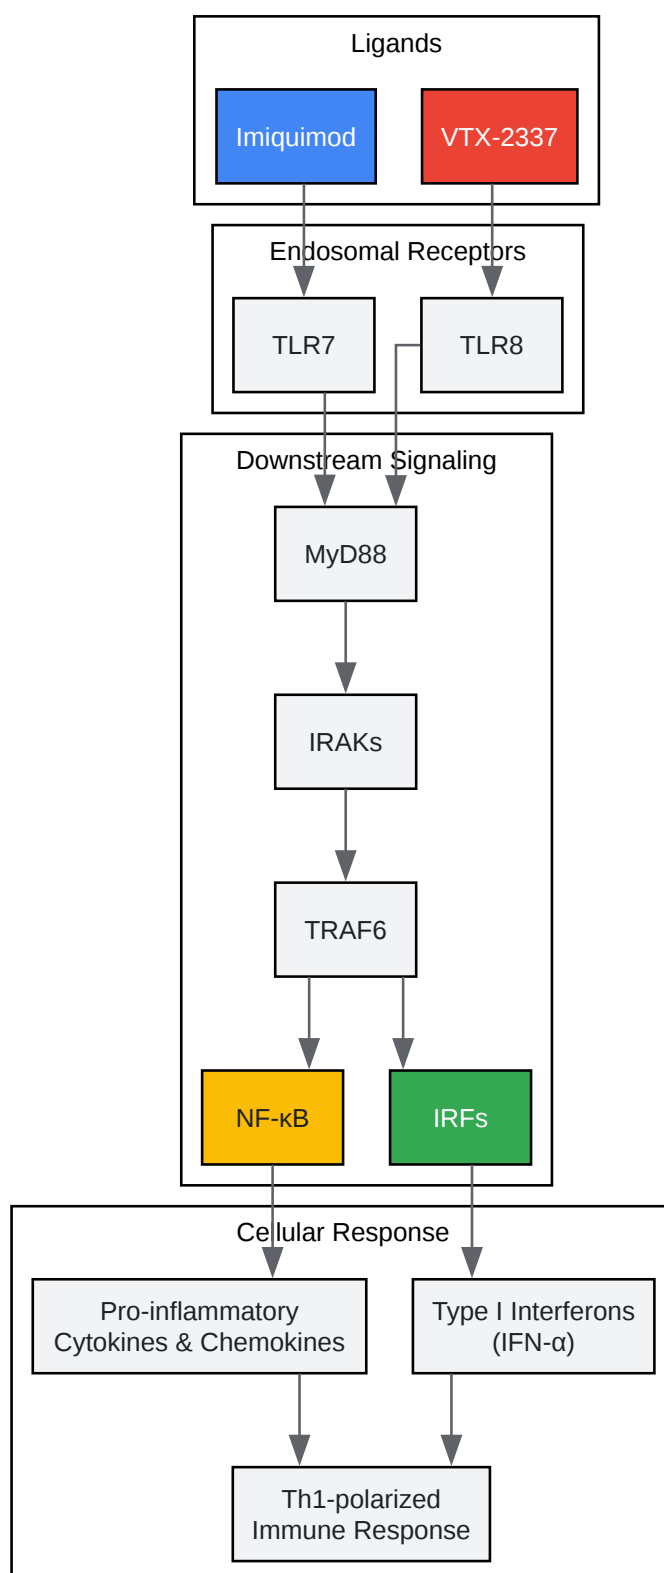 Ligands
Imiquimod
VTX-2337
Endosomal Receptors
TLR7
TLR8
Downstream Signaling
MyD88
IRAKs
TRAF6
NF-κB
IRFs
Cellular Response
Pro-inflammatory
Cytokines & Chemokines
Type I Interferons
(IFN-α)
Th1-polarized
Immune Response